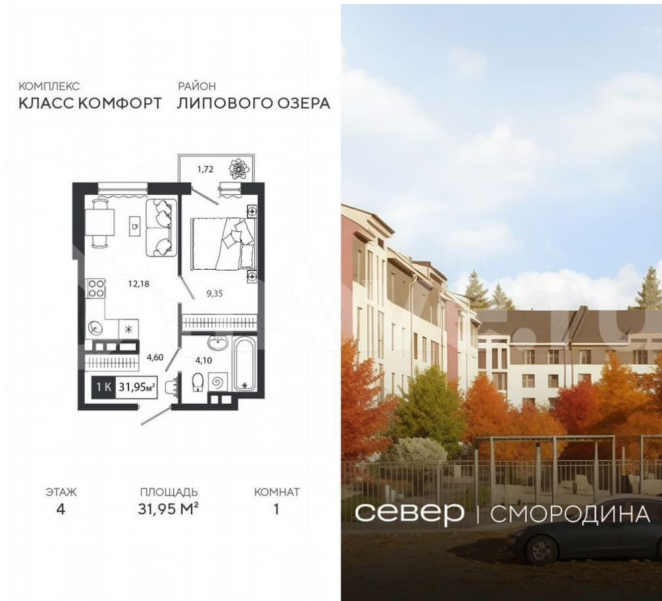 КОМПЛЕКС
КЛАСС КОМФОРТ
РАЙОН
ЛИПОВОГО ОЗЕРА
1,72
12,18
9,35
4,60
4,10
1 К 31,95м²
ЭТАЖ
4
ПЛОЩАДЬ
31,95 М²
КОМНАТ
1
север | СМОРОДИНА